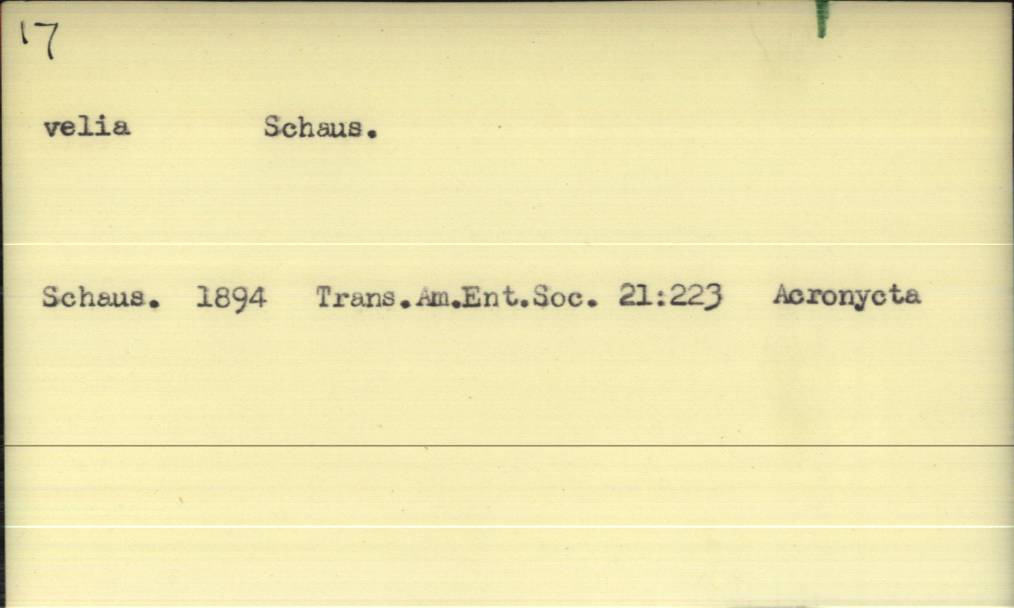 17
velia Schaus.
Schaus. 1894 Trans.Am.Ent.Soc. 21:223 Acronycta